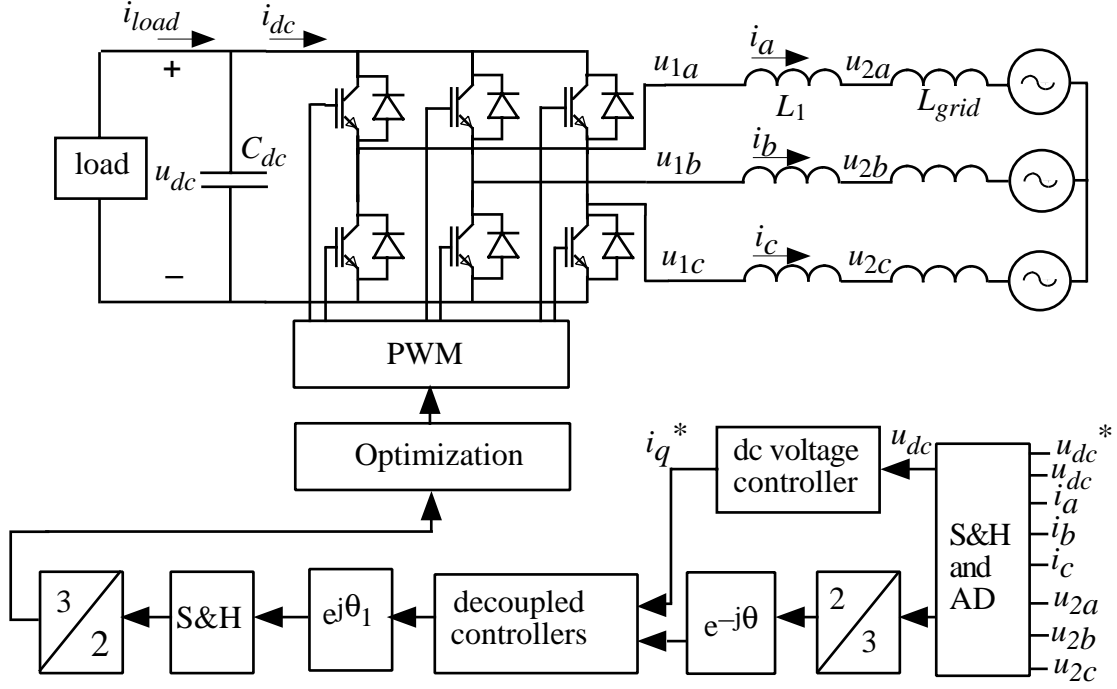 i_load
i_dc
+
load
u_dc
C_dc
−
u_1a
i_a
L_1
u_2a
L_grid
u_1b
i_b
u_2b
u_1c
i_c
u_2c
PWM
Optimization
i_q*
dc voltage
controller
u_dc
S&H
and
AD
u_dc*
u_dc
i_a
i_b
i_c
u_2a
u_2b
u_2c
3
2
S&H
e^jθ_1
decoupled
controllers
e^−jθ
2
3